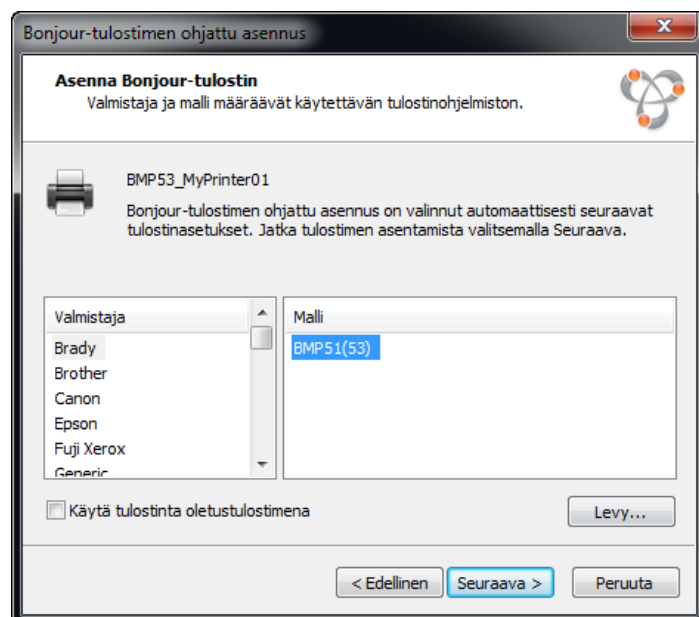 Bonjour-tulostimen ohjattu asennus
Asenna Bonjour-tulostin
Valmistaja ja malli määräävät käytettävän tulostinohjelmiston.
BMP53_MyPrinter01
Bonjour-tulostimen ohjattu asennus on valinnut automaattisesti seuraavat
tulostinasetukset. Jatka tulostimen asentamista valitsemalla Seuraava.
Valmistaja
Brady
Brother
Canon
Epson
Fuji Xerox
Generic
Malli
BMP51(53)
Käytä tulostinta oletustulostimena
Levy...
< Edellinen
Seuraava >
Peruuta